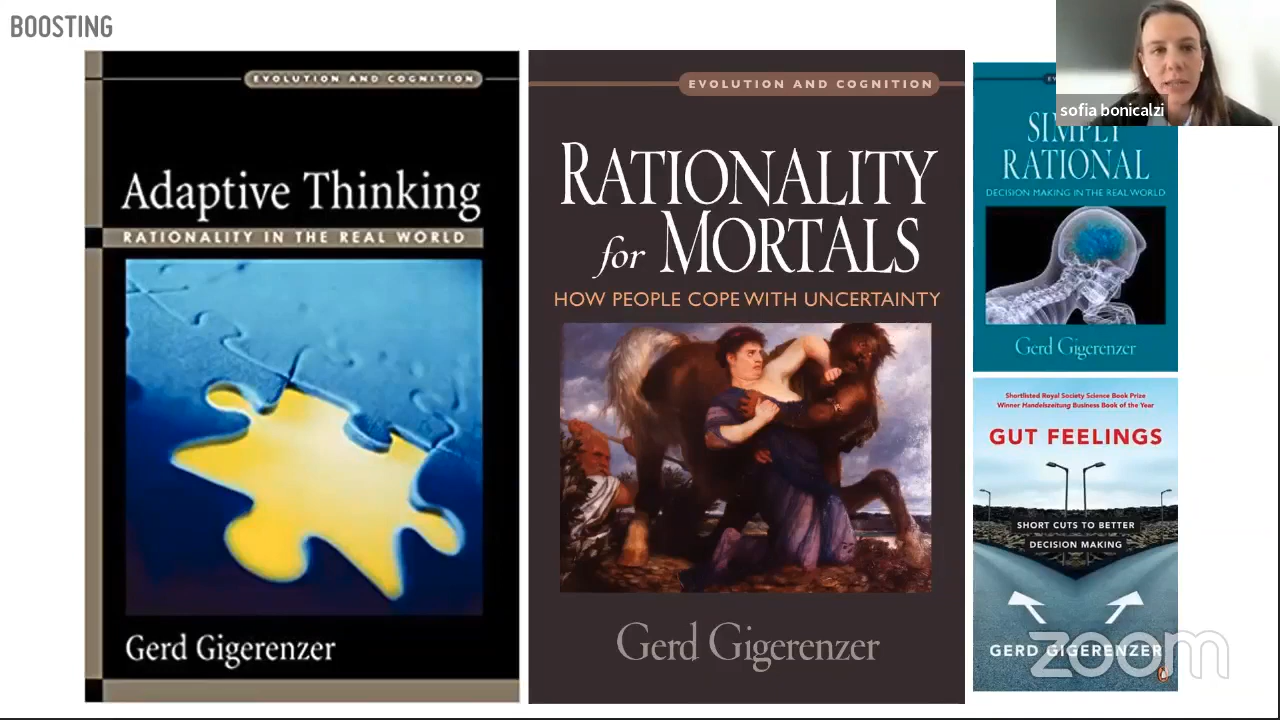 BOOSTING
EVOLUTION AND COGNITION
Adaptive Thinking
RATIONALITY IN THE REAL WORLD
Gerd Gigerenzer
EVOLUTION AND COGNITION
RATIONALITY
for MORTALS
HOW PEOPLE COPE WITH UNCERTAINTY
Gerd Gigerenzer
sofia bonicalzi
SIMPLY
RATIONAL
DECISION MAKING IN THE REAL WORLD
Gerd Gigerenzer
Shortlisted Royal Society Science Book Prize
Winner Handelszeitung Business Book of the Year
GUT FEELINGS
SHORT CUTS TO BETTER
DECISION MAKING
GERD GIGERENZER
zoom